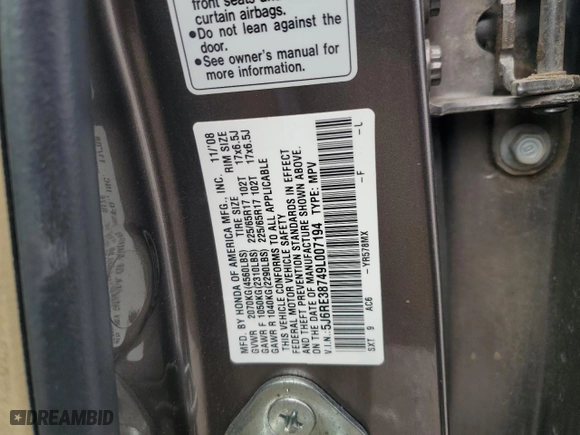 front seats and
curtain airbags.
•Do not lean against the
door.
•See owner's manual for
more information.
MFD. BY HONDA OF AMERICA MFG., INC. 11/'08
TIRE SIZE RIM SIZE
GVWR 2070KG(4560LBS) 225/65R17 102T 17x6.5J
GAWR F 1050KG(2310LBS) 225/65R17 102T 17x6.5J
GAWR R 1040KG(2290LBS)
THIS VEHICLE CONFORMS TO ALL APPLICABLE
FEDERAL MOTOR VEHICLE SAFETY
AND THEFT PREVENTION STANDARDS IN EFFECT
ON THE DATE OF MANUFACTURE SHOWN ABOVE.
V.I.N: 5J6RE38749L007194 TYPE: MPV
SXT 9 AC6 -YR578MX -F -L
DREAMBID